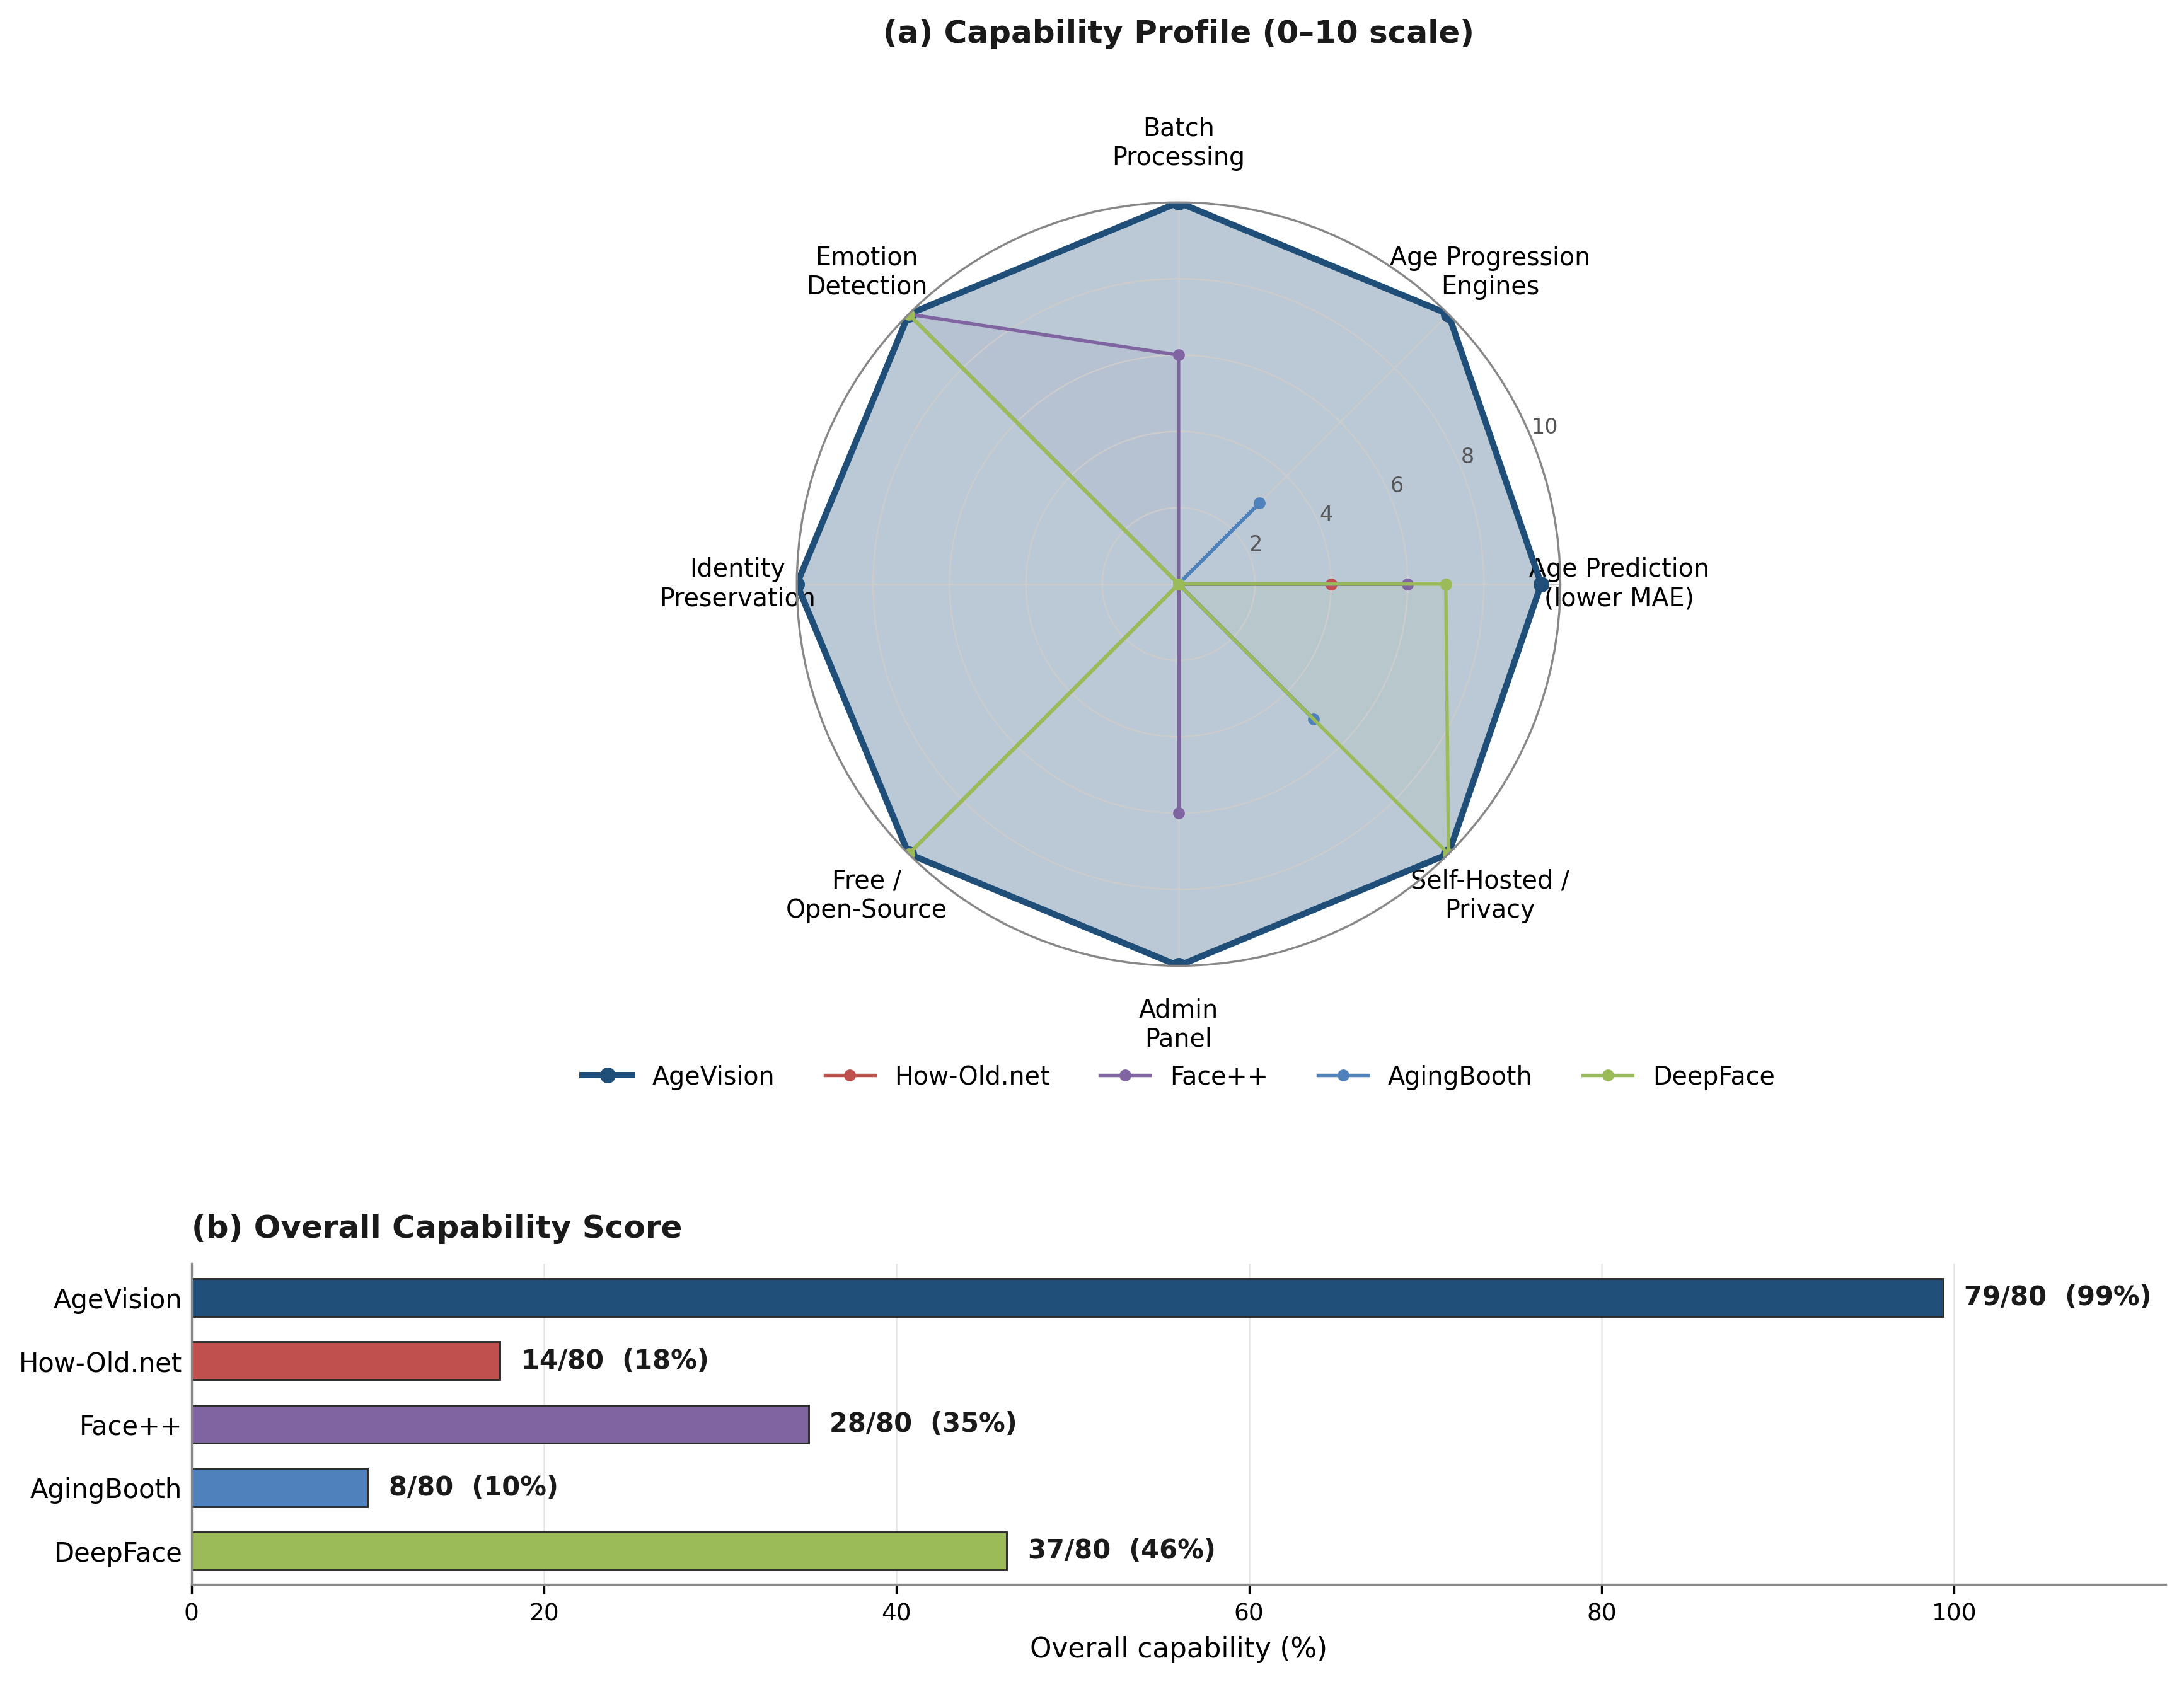 (a) Capability Profile (0–10 scale)
Batch
Processing
Emotion
Detection
Age Progression
Engines
10
8
6
4
2
Identity
Preservation
Age Prediction
(lower MAE)
Free /
Open-Source
Self-Hosted /
Privacy
Admin
Panel
AgeVision How-Old.net Face++ AgingBooth DeepFace
(b) Overall Capability Score
AgeVision 79/80 (99%)
How-Old.net 14/80 (18%)
Face++ 28/80 (35%)
AgingBooth 8/80 (10%)
DeepFace 37/80 (46%)
0 20 40 60 80 100
Overall capability (%)